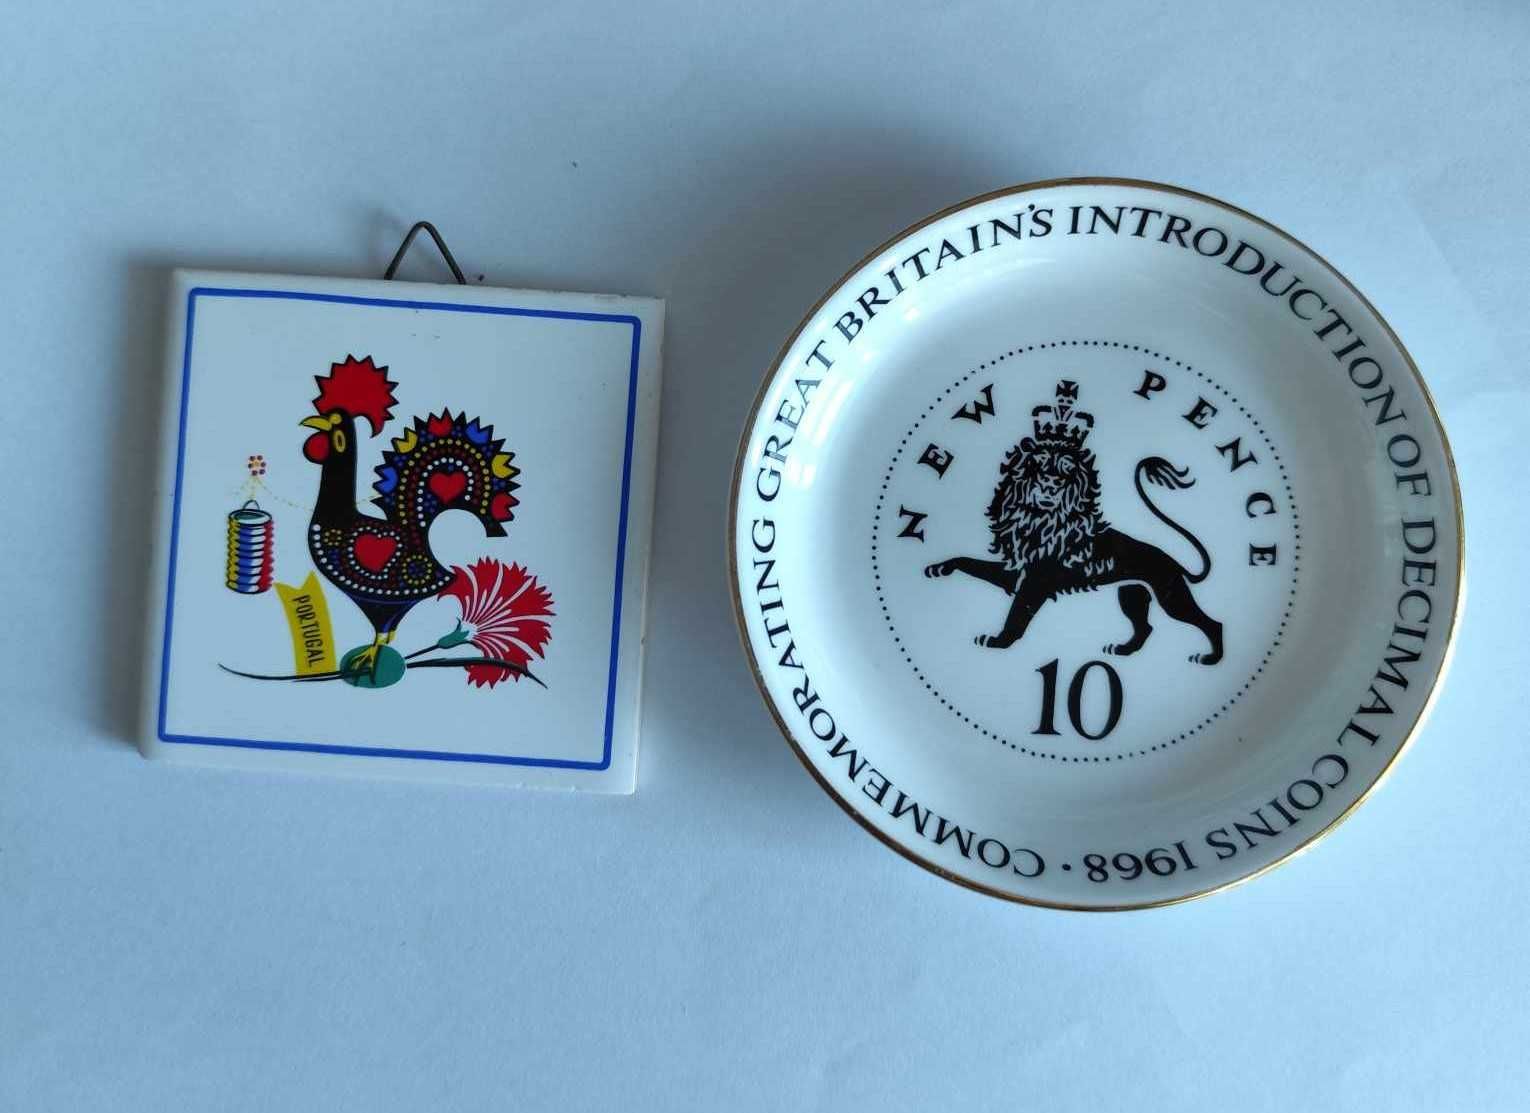 PORTUGAL
COMMEMORATING GREAT BRITAIN'S INTRODUCTION OF DECIMAL COINS 1968 ·
NEW PENCE
10